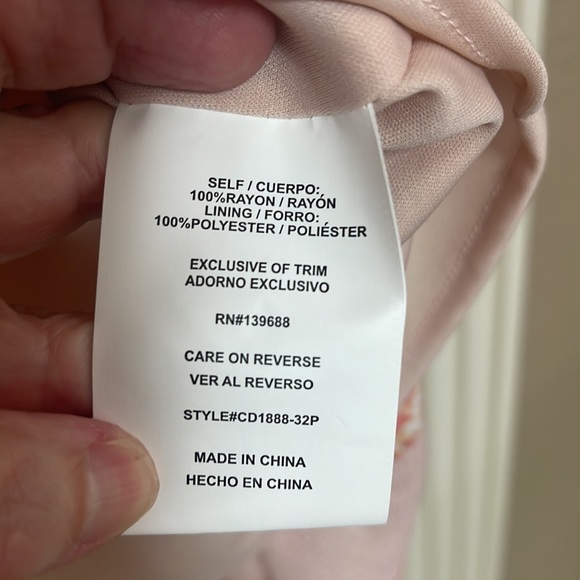 SELF / CUERPO:
100%RAYON / RAYÓN
LINING / FORRO:
100%POLYESTER / POLIÉSTER
EXCLUSIVE OF TRIM
ADORNO EXCLUSIVO
RN#139688
CARE ON REVERSE
VER AL REVERSO
STYLE#CD1888-32P
MADE IN CHINA
HECHO EN CHINA